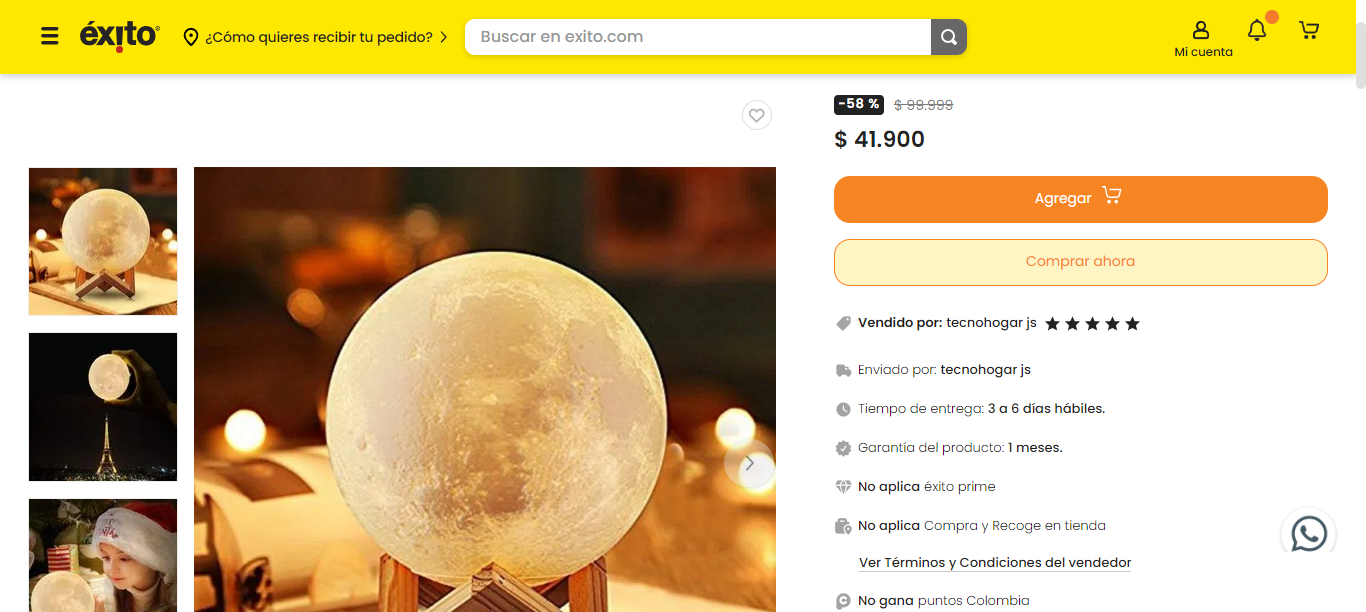 éxito
¿Cómo quieres recibir tu pedido?
Buscar en exito.com
Mi cuenta
-58 % $ 99.999
$ 41.900
Agregar
Comprar ahora
Vendido por: tecnohogar js
Enviado por: tecnohogar js
Tiempo de entrega: 3 a 6 días hábiles.
Garantía del producto: 1 meses.
No aplica éxito prime
No aplica Compra y Recoge en tienda
Ver Términos y Condiciones del vendedor
No gana puntos Colombia